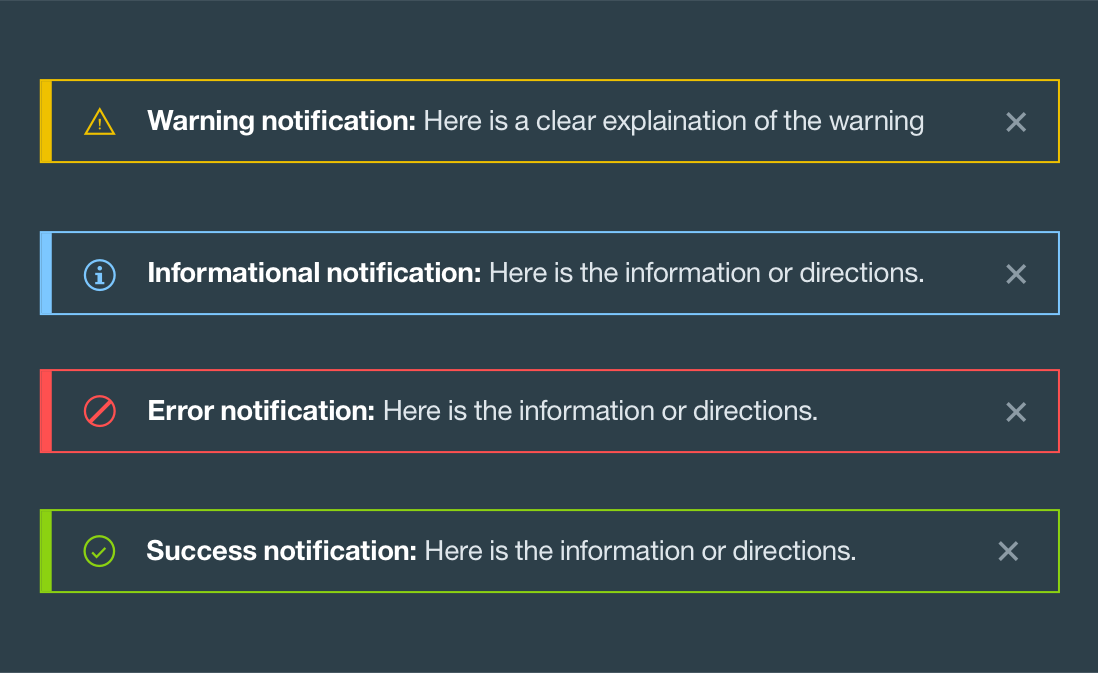 Warning notification: Here is a clear explaination of the warning
Informational notification: Here is the information or directions.
Error notification: Here is the information or directions.
Success notification: Here is the information or directions.